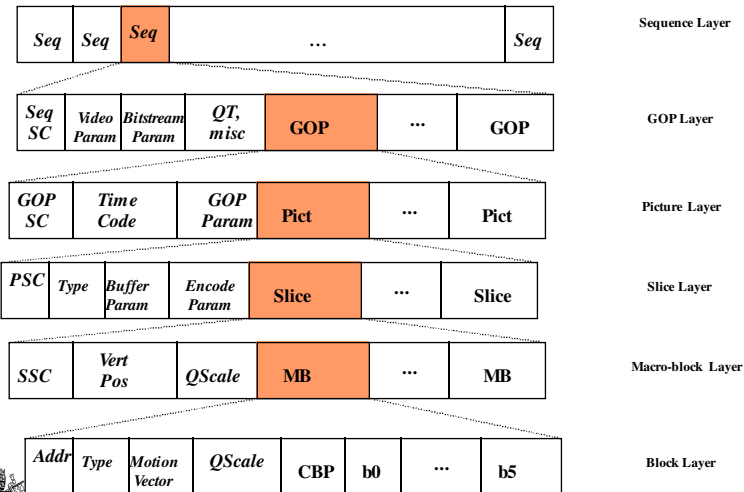 Seq Seq Seq ... Seq Sequence Layer
Seq SC Video Param Bitstream Param QT, misc GOP ... GOP GOP Layer
GOP SC Time Code GOP Param Pict ... Pict Picture Layer
PSC Type Buffer Param Encode Param Slice ... Slice Slice Layer
SSC Vert Pos QScale MB ... MB Macro-block Layer
Addr Type Motion Vector QScale CBP b0 ... b5 Block Layer